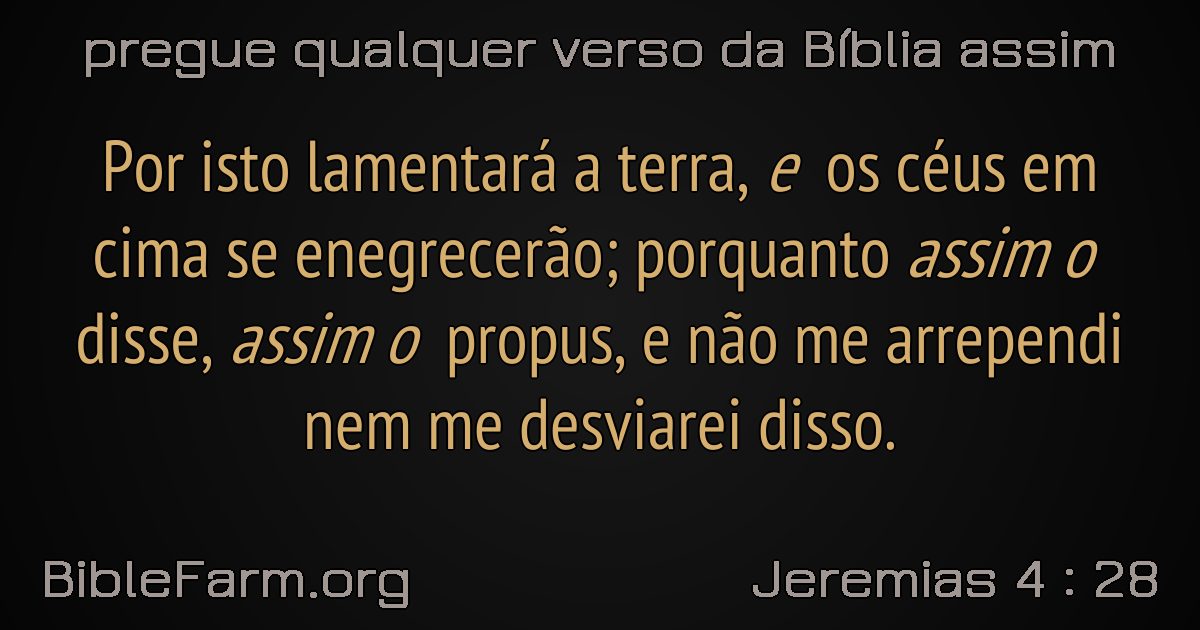 pregue qualquer verso da Bíblia assim
Por isto lamentará a terra, e os céus em
cima se enegrecerão; porquanto assim o
disse, assim o propus, e não me arrependi
nem me desviarei disso.
BibleFarm.org
Jeremias 4 : 28